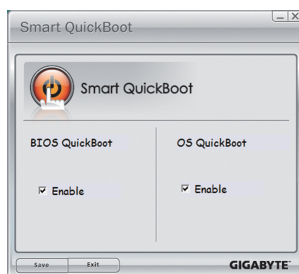 Smart QuickBoot
Smart QuickBoot
BIOS QuickBoot
OS QuickBoot
Enable
Enable
Save
Exit
GIGABYTE